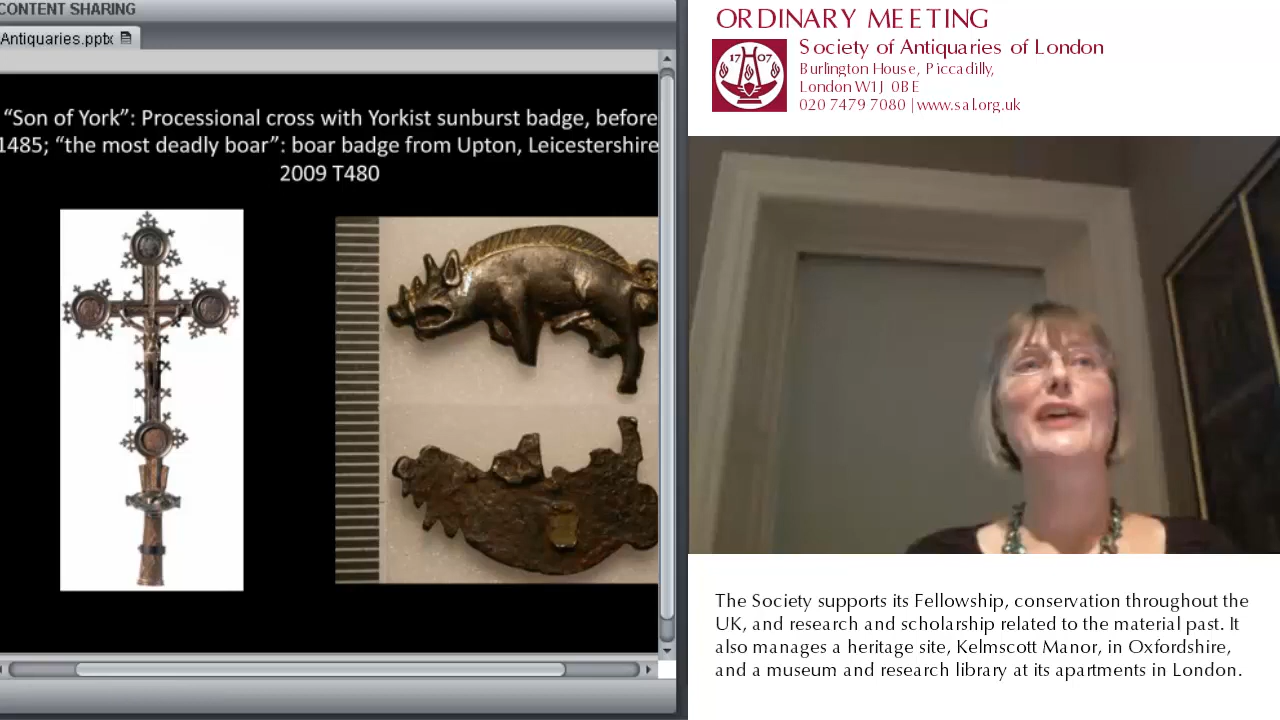 CONTENT SHARING
Antiquaries.pptx
“Son of York”: Processional cross with Yorkist sunburst badge, before
1485; “the most deadly boar”: boar badge from Upton, Leicestershire
2009 T480
ORDINARY MEETING
Society of Antiquaries of London
Burlington House, Piccadilly,
London W1J 0BE
020 7479 7080 | www.sal.org.uk
17 07
The Society supports its Fellowship, conservation throughout the
UK, and research and scholarship related to the material past. It
also manages a heritage site, Kelmscott Manor, in Oxfordshire,
and a museum and research library at its apartments in London.